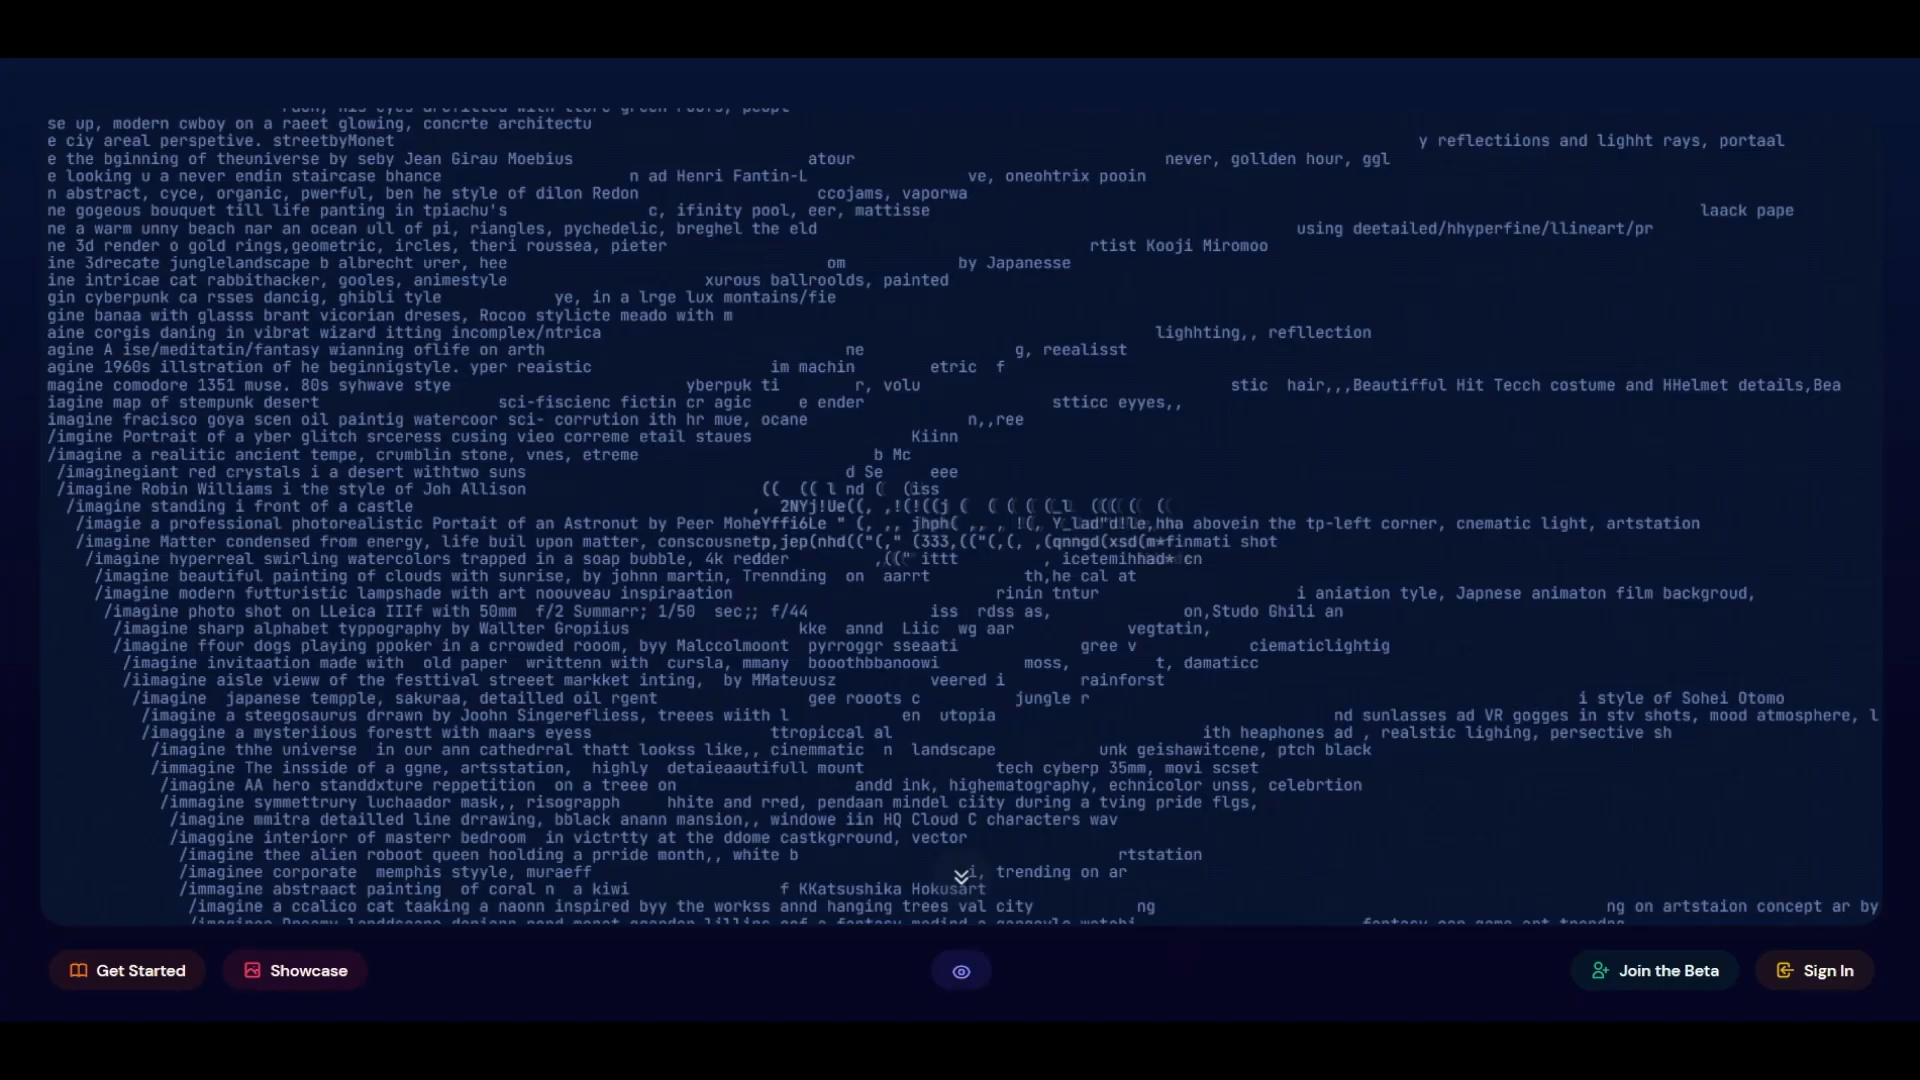 se up, modern cwboy on a raeet glowing, concrte architectu
e ciy areal perspetive. streetbyMonet y reflectiions and lighht rays, portaal
e the bginning of theuniverse by seby Jean Girau Moebius atour never, gollden hour, ggl
e looking u a never endin staircase bhance n ad Henri Fantin-L ve, oneohtrix pooin
n abstract, cyce, organic, pwerful, ben he style of dilon Redon ccojams, vaporwa
ne gogeous bouquet till life panting in tpiachu's c, ifinity pool, eer, mattisse laack pape
ne a warm unny beach nar an ocean ull of pi, riangles, pychedelic, breghel the eld using deetailed/hhyperfine/llineart/pr
ne 3d render o gold rings,geometric, ircles, theri roussea, pieter rtist Kooji Miromoo
ine 3drecate junglelandscape b albrecht urer, hee om by Japanesse
ine intricae cat rabbithacker, gooles, animestyle xurous ballroolds, painted
gin cyberpunk ca rsses dancig, ghibli tyle ye, in a lrge lux montains/fie
gine banaa with glasss brant vicorian dreses, Rocoo stylicte meado with m
aine corgis daning in vibrat wizard itting incomplex/ntrica lighhting,, refllection
agine A ise/meditatin/fantasy wianning oflife on arth ne g, reealisst
agine 1960s illstration of he beginnigstyle. yper reaistic im machin etric f
magine comodore 1351 muse. 80s syhwave stye yberpuk ti r, volu stic hair,,,Beautifful Hit Tecch costume and HHelmet details,Bea
iagine map of stempunk desert sci-fiscienc fictin cr agic e ender stticc eyyes,,
imagine fracisco goya scen oil paintig watercoor sci- corrution ith hr mue, ocane n,,ree
/imgine Portrait of a yber glitch srceress cusing vieo correme etail staues Kiinn
/imagine a realitic ancient tempe, crumblin stone, vnes, etreme b Mc
/imaginegiant red crystals i a desert withtwo suns d Se eee
/imagine Robin Williams i the style of Joh Allison (( (( l nd ( (iss
/imagine standing i front of a castle
/imagie a professional photorealistic Portait of an Astronut by Peer Mohe abovein the tp-left corner, cnematic light, artstation
/imagine Matter condensed from energy, life buil upon matter, conscousne finmati shot
/imagine hyperreal swirling watercolors trapped in a soap bubble, 4k redder ,((" ittt
/imagine beautiful painting of clouds with sunrise, by johnn martin, Trennding on aarrt th,he cal at
/imagine modern futturistic lampshade with art noouveau inspiraation rinin tntur i aniation tyle, Japnese animaton film backgroud,
/imagine photo shot on LLeica IIIf with 50mm f/2 Summarr; 1/50 sec;; f/44 iss rdss as, on,Studo Ghili an
/imagine sharp alphabet typpography by Wallter Gropiius kke annd Liic wg aar vegtatin,
/imagine ffour dogs playing ppoker in a crrowded rooom, byy Malccolmoont pyrroggr sseaati gree v ciematiclightig
/imagine invitaation made with old paper writtenn with cursla, mmany booothbbanoowi moss, t, damaticc
/iimagine aisle vieww of the festtival streeet markket inting, by MMateuusz veered i rainforst
/imagine japanese tempple, sakuraa, detailled oil rgent gee rooots c jungle r i style of Sohei Otomo
/imagine a steegosaurus drrawn by Joohn Singerefliess, treees wiith l en utopia nd sunlasses ad VR gogges in stv shots, mood atmosphere, l
/imaggine a mysteriious forestt with maars eyess ttropiccal al ith heaphones ad , realstic lighing, persective sh
/imagine thhe universe in our ann cathedrral thatt lookss like,, cinemmatic n landscape unk geishawitcene, ptch black
/immagine The insside of a ggne, artsstation, highly detaieaautifull mount tech cyberp 35mm, movi scset
/imagine AA hero standdxture reppetition on a treee on andd ink, highematography, echnicolor unss, celebrtion
/immagine symmettrury luchaador mask,, risograpph hhite and rred, pendaan mindel ciity during a tving pride flgs,
/imagine mmitra detailled line drrawing, bblack anann mansion,, windowe iin HQ Cloud C characters wav
/imaggine interiorr of masterr bedroom in victrtty at the ddome castkgrround, vector
/imagine thee alien roboot queen hoolding a prride month,, white b rtstation
/imaginee corporate memphis styyle, muraeff i, trending on ar
/immagine abstraact painting of coral n a kiwi f KKatsushika Hokusart
/imagine a ccalico cat taaking a naonn inspired byy the workss annd hanging trees val city ng ng on artstaion concept ar by
Get Started Showcase Join the Beta Sign In